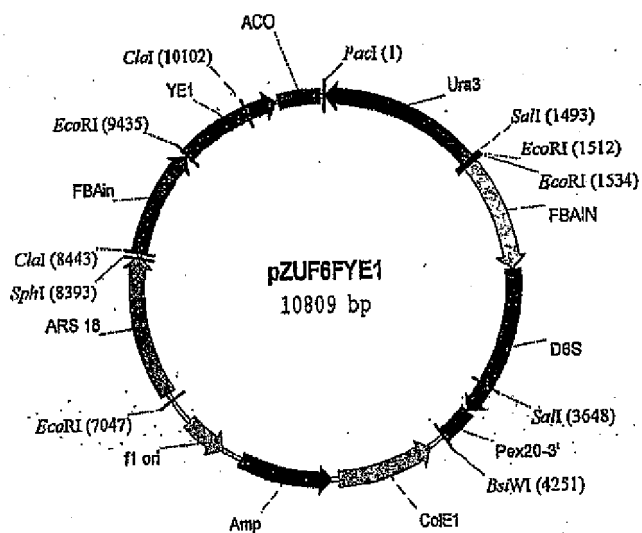 ACO
PacI (1)
Ura3
SalI (1493)
EcoRI (1512)
EcoRI (1534)
FBAIN
D6S
SalI (3648)
Pex20-3'
BsiWI (4251)
ColE1
Amp
f1 ori
EcoRI (7047)
ARS 18
SphI (8393)
ClaI (8443)
FBAin
EcoRI (9435)
YE1
ClaI (10102)
pZUF6FYE1
10809 bp